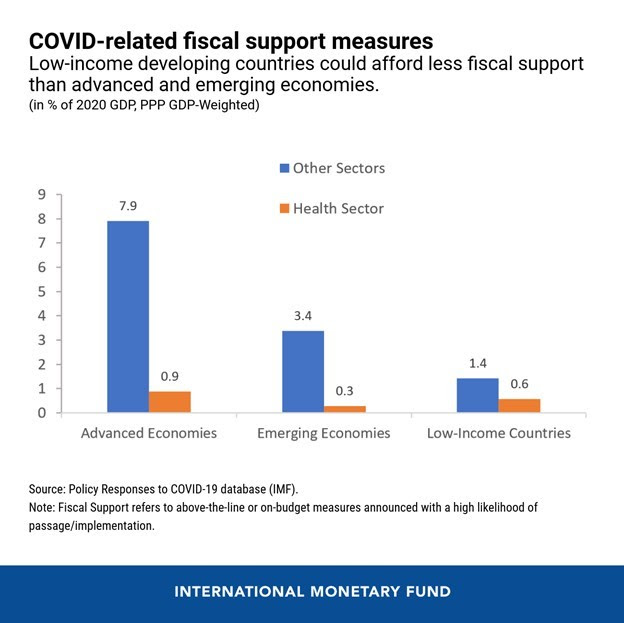 COVID-related fiscal support measures
Low-income developing countries could afford less fiscal support
than advanced and emerging economies.
(in % of 2020 GDP, PPP GDP-Weighted)
Other Sectors
Health Sector
9
8
7
6
5
4
3
2
1
0
7.9
0.9
3.4
0.3
1.4
0.6
Advanced Economies
Emerging Economies
Low-Income Countries
Source: Policy Responses to COVID-19 database (IMF).
Note: Fiscal Support refers to above-the-line or on-budget measures announced with a high likelihood of
passage/implementation.
INTERNATIONAL MONETARY FUND